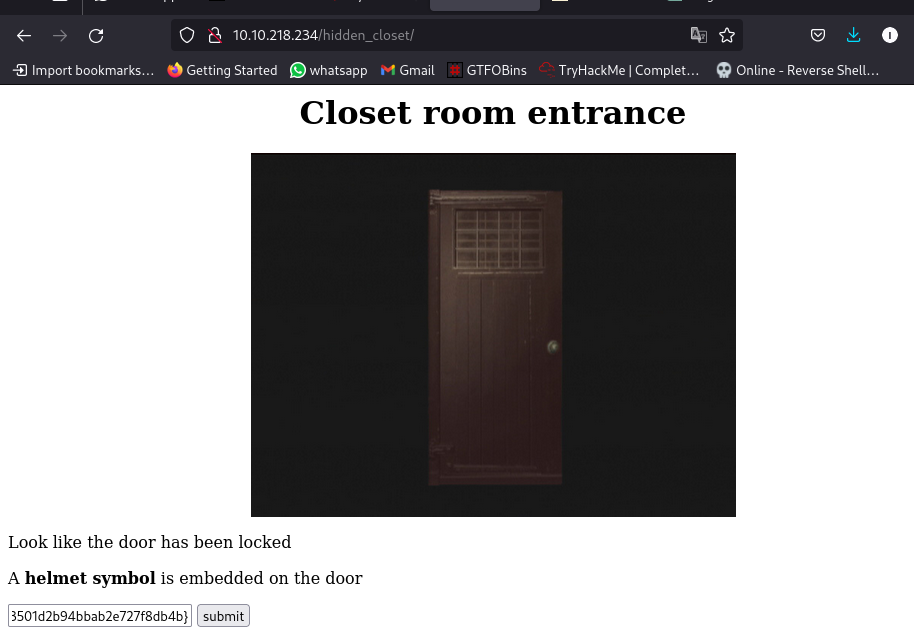 10.10.218.234/hidden_closet/
Import bookmarks… Getting Started whatsapp Gmail GTFOBins TryHackMe | Complet… Online - Reverse Shell…
Closet room entrance
Look like the door has been locked
A helmet symbol is embedded on the door
3501d2b94bbab2e727f8db4b} submit